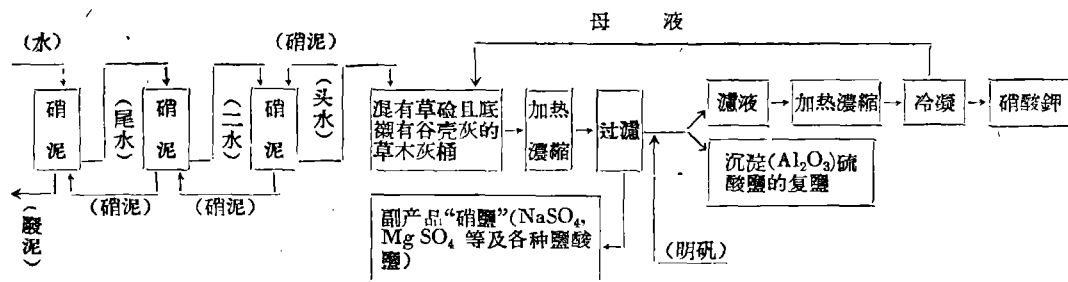 母 液
(水)
(硝泥)
硝泥
(尾水)
硝泥
(二水)
硝泥
(头水)
混有草硷且底
襯有谷壳灰的
草木灰桶
加热
濃縮
过濾
濾液
加热濃縮
冷凝
硝酸鉀
沉淀(Al₂O₃)硫
酸鹽的复鹽
(硝泥)
(硝泥)
(酸泥)
副产品“硝鹽”(NaSO₄,
Mg SO₄ 等及各种鹽酸
鹽)
(明矾)